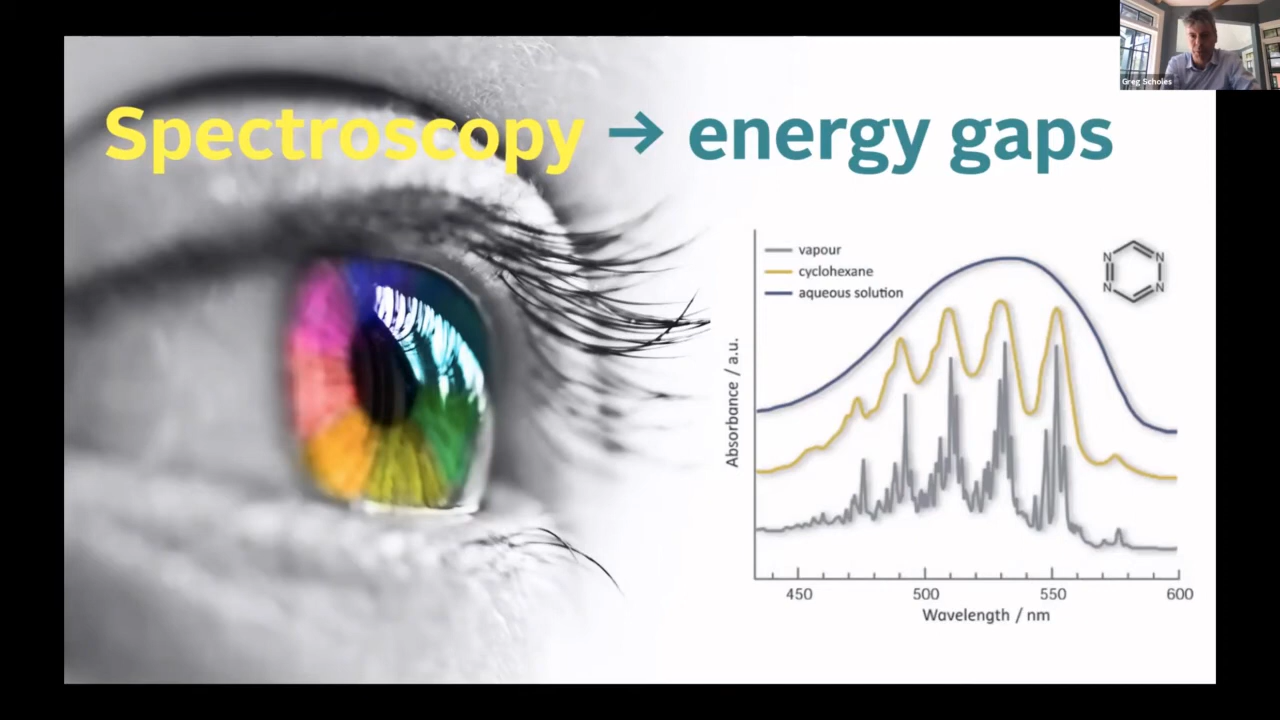 Greg Scholes
Spectroscopy → energy gaps
vapour
cyclohexane
aqueous solution
N N
N N
Absorbance / a.u.
450 500 550 600
Wavelength / nm